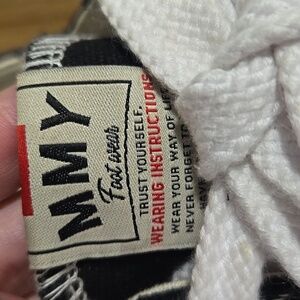 MMY
Footwear
TRUST YOURSELF.
WEARING INSTRUCTIONS
WEAR YOUR WAY OF
NEVER FORGET TO